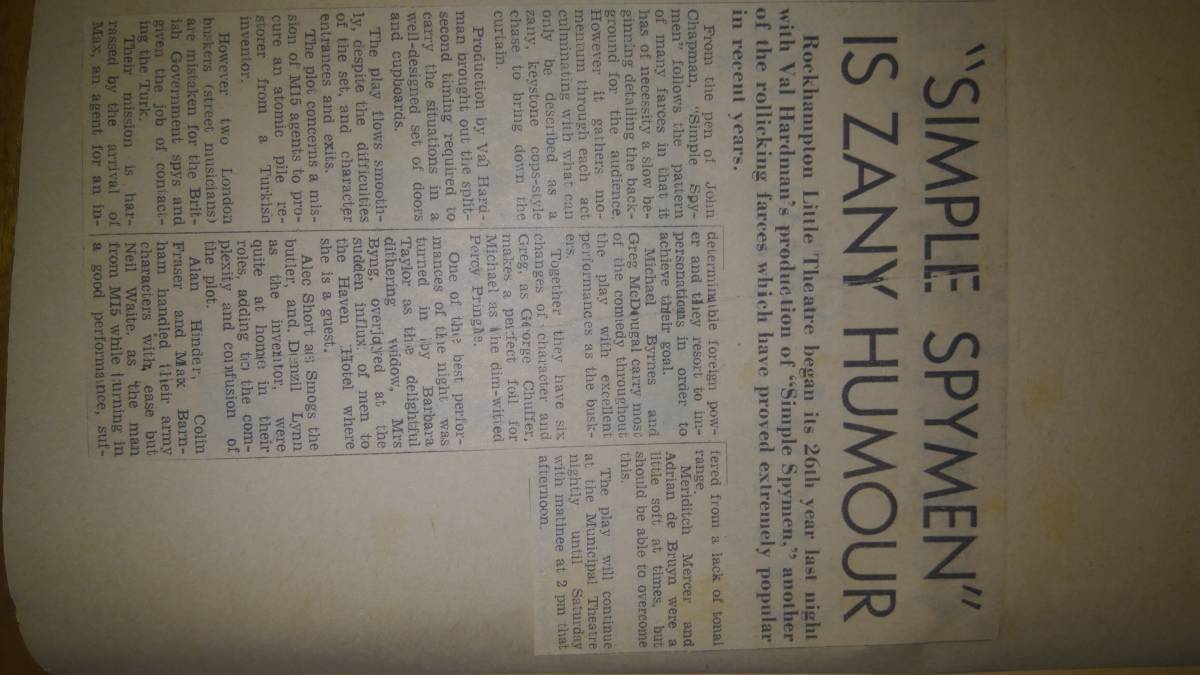 "SIMPLE SPYMEN"
IS ZANY HUMOUR
Rockhampton Little Theatre began its 26th year last night
with Val Hardman's production of "Simple Spymen," another
of the rollicking farces which have proved extremely popular
in recent years.
From the pen of John
Chapman, "Simple Spy-
men" follows the pattern
of many farces in that it
has of necessity a slow be-
ginning detailing the back-
ground for the audience.
However it gathers mo-
mentum through each act
culminating with what can
only be described as a
zany, keystone cops-style
chase to bring down the
curtain.
Production by Val Hard-
man brought out the split-
second timing required to
carry the situations in a
well-designed set of doors
and cupboards.
The play flows smooth-
ly, despite the difficulties
of the set, and character
entrances and exits.
The plot concerns a mis-
sion of M15 agents to pro-
cure an atomic pile re-
storer from a Turkish
inventor.
However two London
buskers (street musicians)
are mistaken for the Brit-
ish Government spys and
given the job of contact-
ing the Turk.
Their mission is har-
rassed by the arrival of
Max, an agent for an in-
determinable foreign pow-
er and they resort to im-
personations in order to
achieve their goal.
Michael Byrnes and
Greg McDougal carry most
of the comedy throughout
the play with excellent
performances as the busk-
ers.
Together they have six
changes of character and
Greg, as George Chuffer,
makes a perfect foil for
Michael as the dim-witted
Percy Pringle.
One of the best perfor-
mances of the night was
turned in by Barbara
Taylor as the delightful
dithering widow, Mrs
Byng, overjoyed at the
sudden influx of men to
the Haven Hotel where
she is a guest.
Alec Short as Smogs the
butler, and Denzil Lynn
as the inventor, were
quite at home in their
roles, adding to the com-
plexity and confusion of
the plot.
Alan Hinder, Colin
Fraser and Max Barn-
ham handled their army
characters with ease but
Neil Waite, as the man
from MI5 while turning in
a good performance, suf-
fered from a lack of tonal
range.
Meriditch Mercer and
Adrian de Bruyn were a
little soft at times, but
should be able to overcome
this.
The play will continue
at the Municipal Theatre
nightly until Saturday
with matinee at 2 pm that
afternoon.